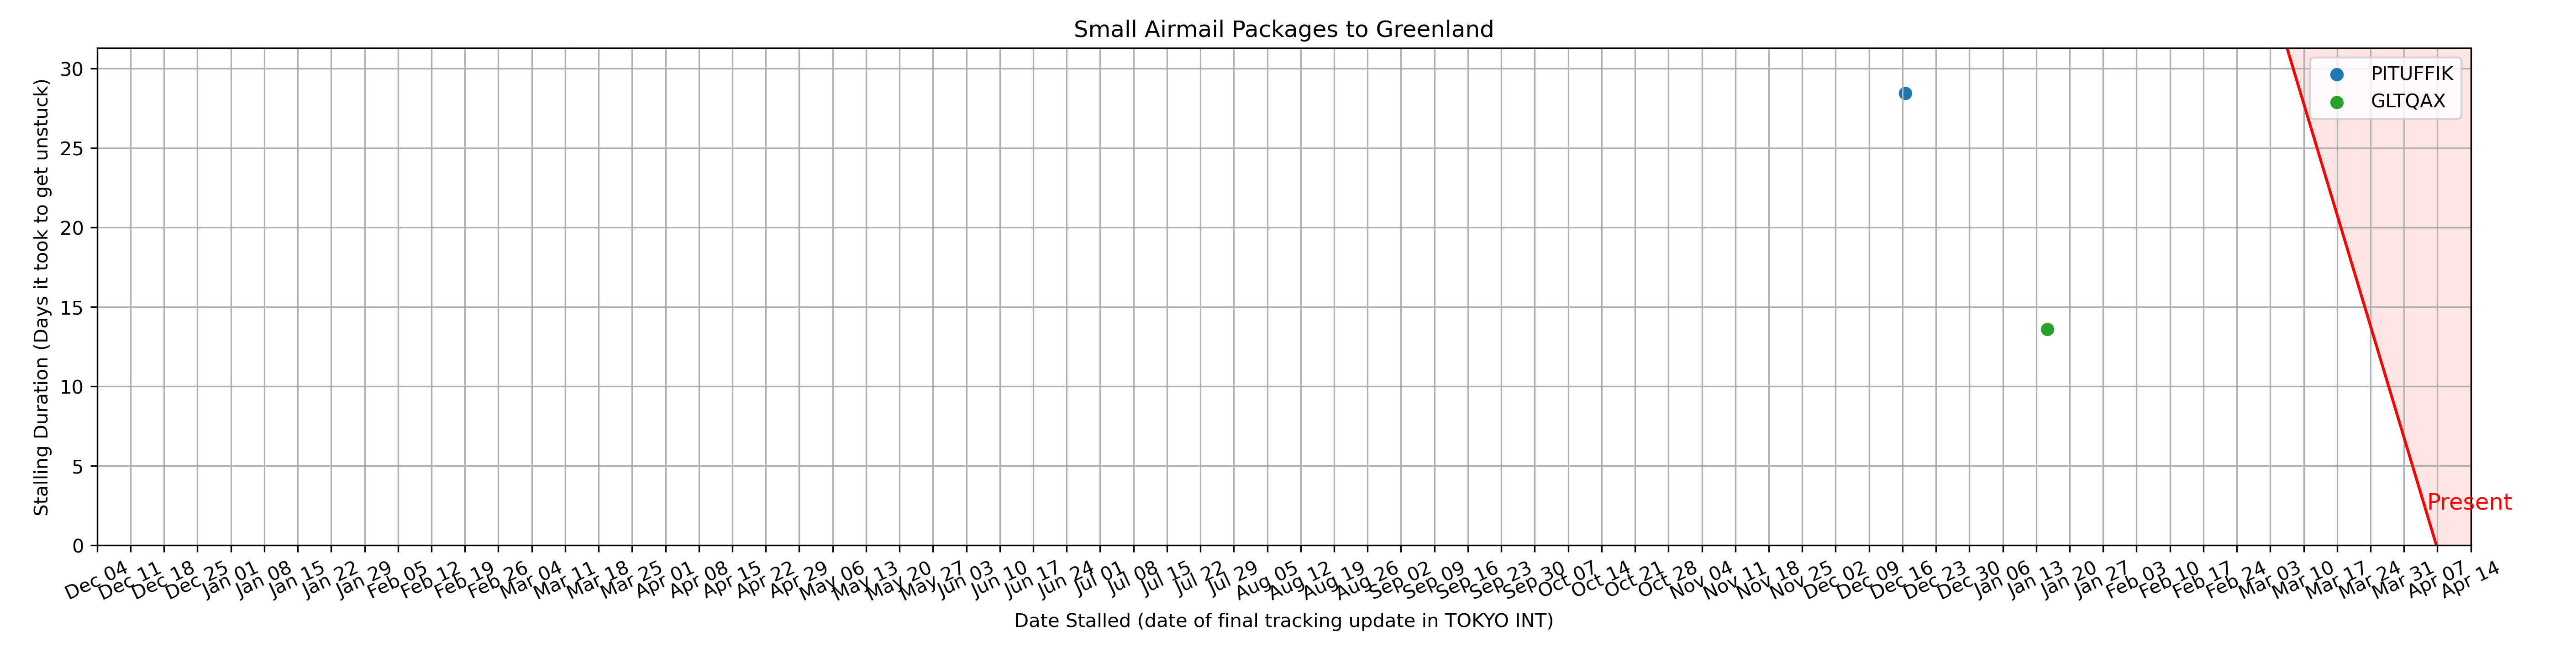 Small Airmail Packages to Greenland
Stalling Duration (Days it took to get unstuck)
30
25
20
15
10
5
0
PITUFFIK
GLTQAX
Present
Dec 04
Dec 11
Dec 18
Dec 25
Jan 01
Jan 08
Jan 15
Jan 22
Jan 29
Feb 05
Feb 12
Feb 19
Feb 26
Mar 04
Mar 11
Mar 18
Mar 25
Apr 01
Apr 08
Apr 15
Apr 22
Apr 29
May 06
May 13
May 20
May 27
Jun 03
Jun 10
Jun 17
Jun 24
Jul 01
Jul 08
Jul 15
Jul 22
Jul 29
Aug 05
Aug 12
Aug 19
Aug 26
Sep 02
Sep 09
Sep 16
Sep 23
Sep 30
Oct 07
Oct 14
Oct 21
Oct 28
Nov 04
Nov 11
Nov 18
Nov 25
Dec 02
Dec 09
Dec 16
Dec 23
Dec 30
Jan 06
Jan 13
Jan 20
Jan 27
Feb 03
Feb 10
Feb 17
Feb 24
Mar 03
Mar 10
Mar 17
Mar 24
Mar 31
Apr 07
Apr 14
Date Stalled (date of final tracking update in TOKYO INT)